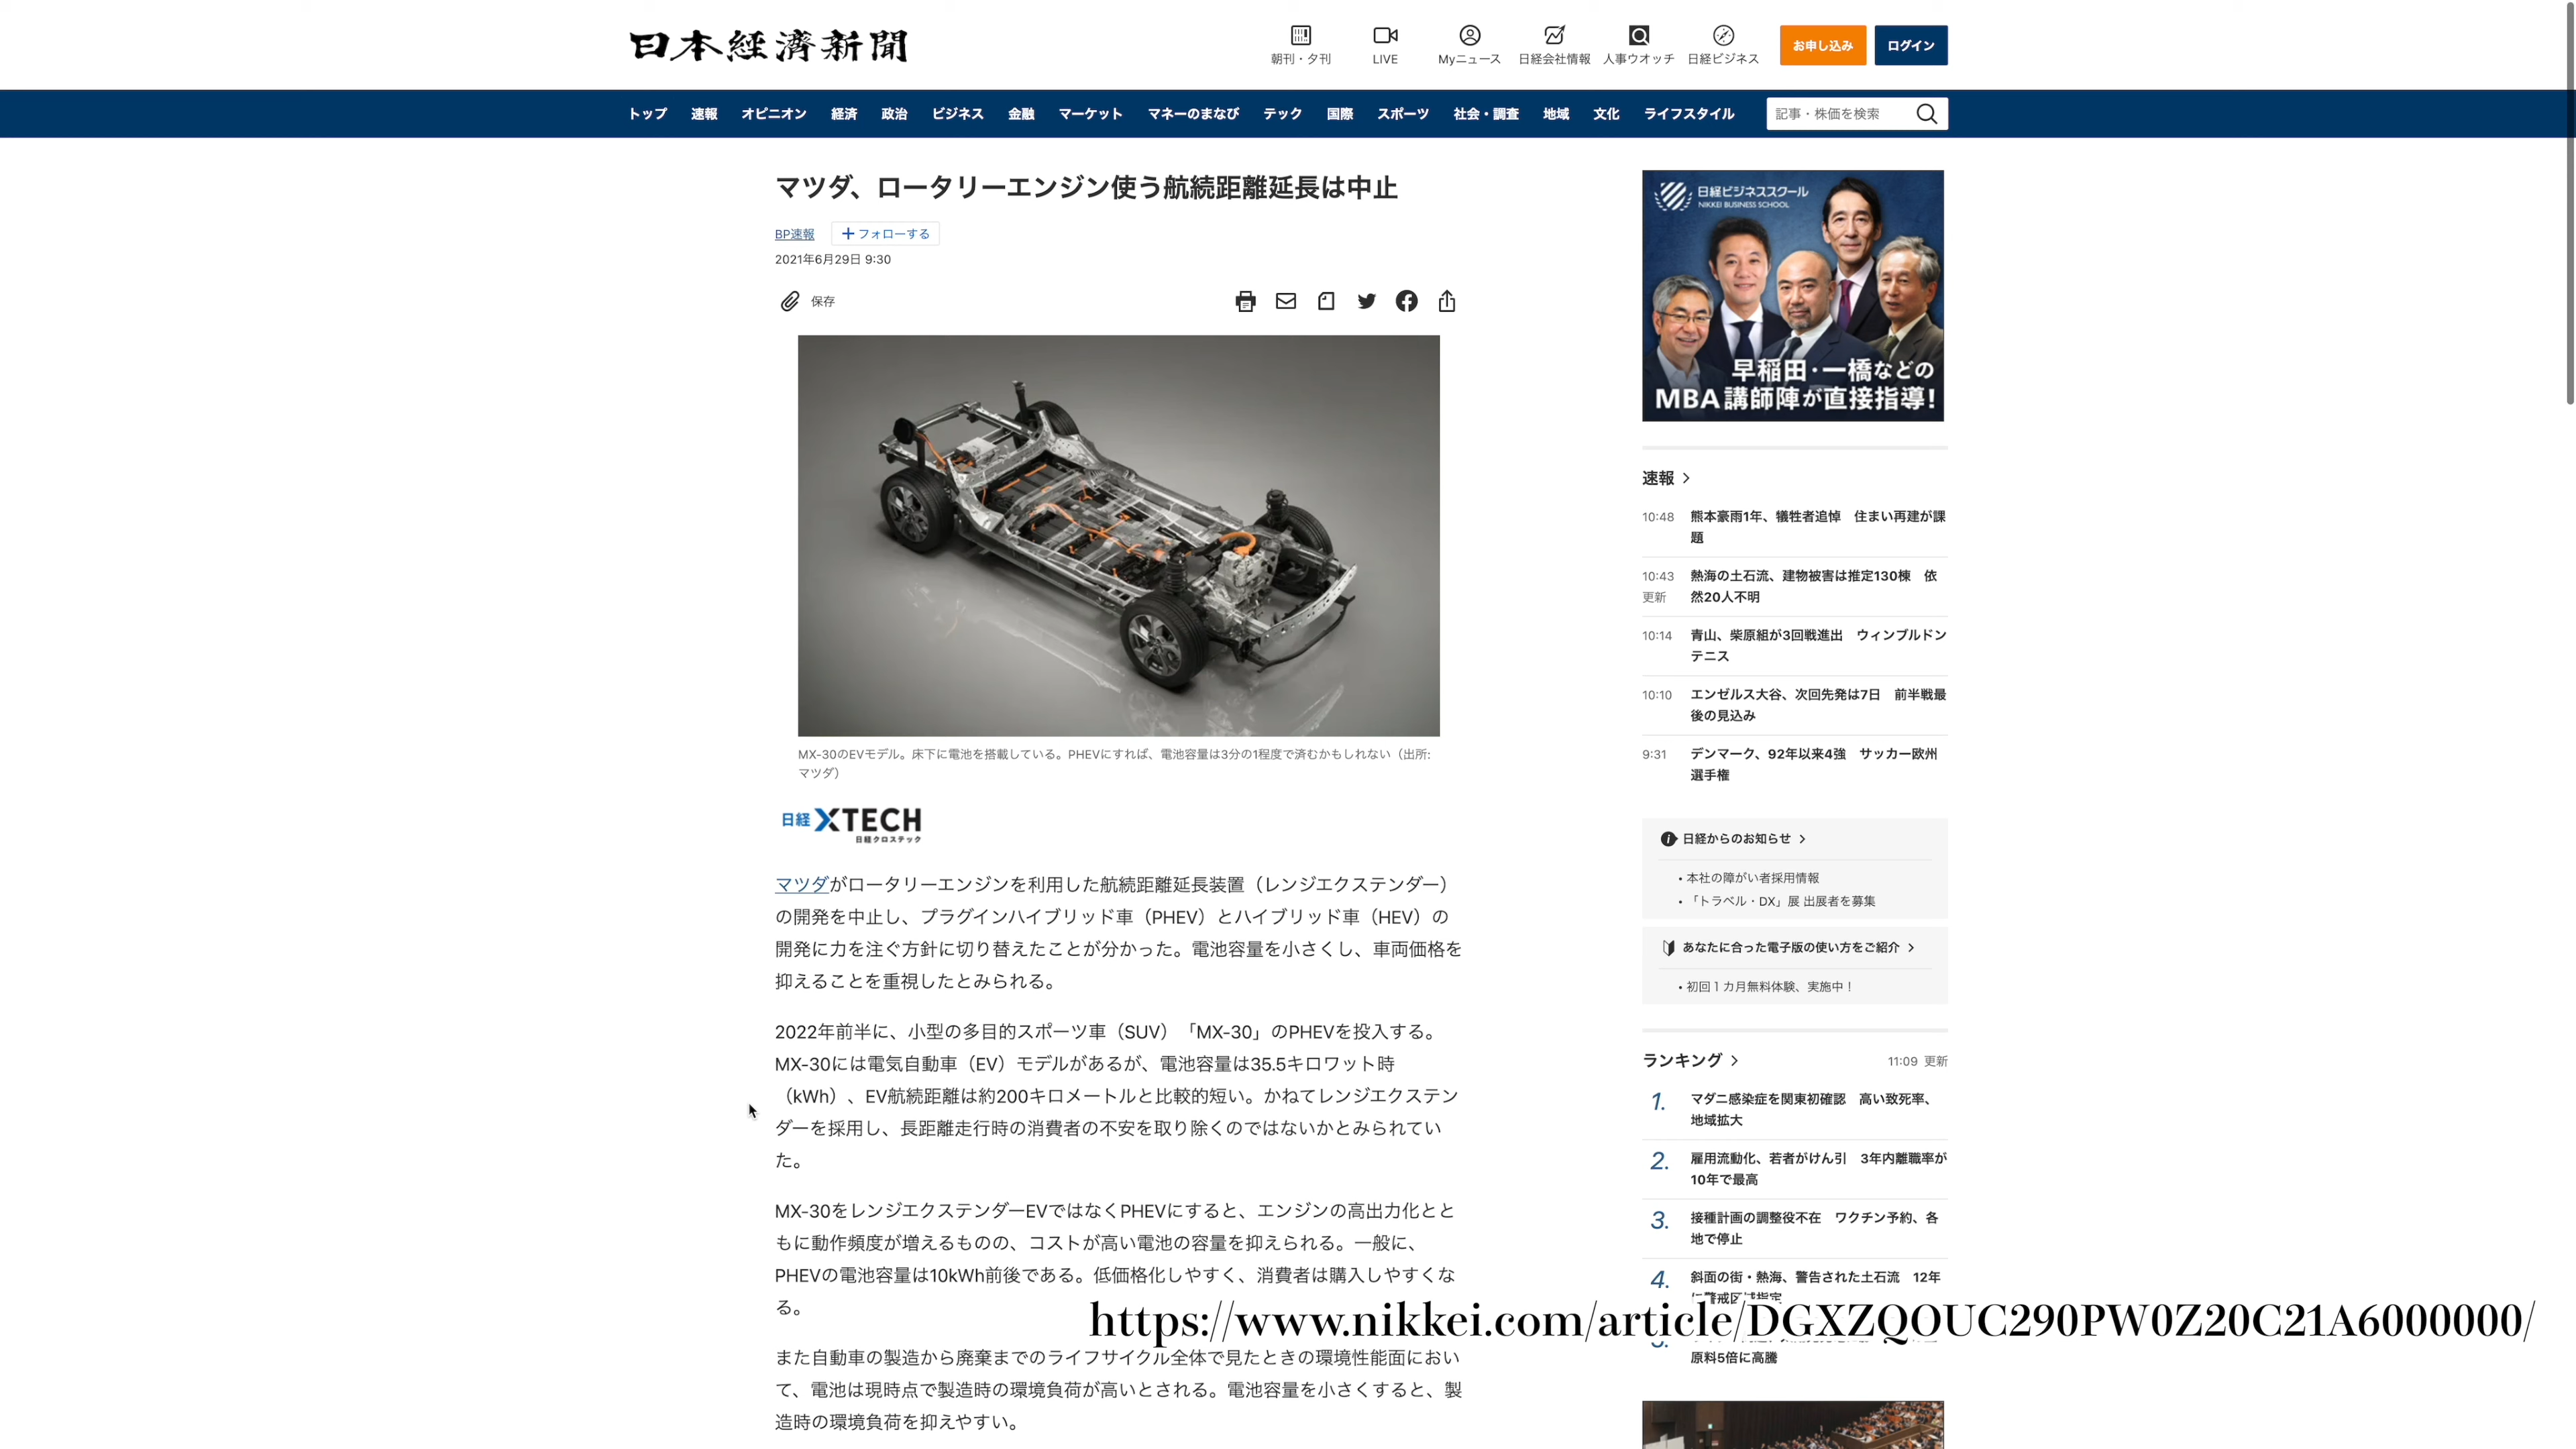 日本経済新聞
朝刊・夕刊
LIVE
Myニュース
日経会社情報
人事ウオッチ
日経ビジネス
お申し込み
ログイン
トップ 速報 オピニオン 経済 政治 ビジネス 金融 マーケット マネーのまなび テック 国際 スポーツ 社会・調査 地域 文化 ライフスタイル
記事・株価を検索
マツダ、ロータリーエンジン使う航続距離延長は中止
BP速報
フォローする
2021年6月29日 9:30
保存
MX-30のEVモデル。床下に電池を搭載している。PHEVにすれば、電池容量は3分の1程度で済むかもしれない（出所:
マツダ）
日経 XTECH
日経クロステック
マツダがロータリーエンジンを利用した航続距離延長装置（レンジエクステンダー）
の開発を中止し、プラグインハイブリッド車（PHEV）とハイブリッド車（HEV）の
開発に力を注ぐ方針に切り替えたことが分かった。電池容量を小さくし、車両価格を
抑えることを重視したとみられる。
2022年前半に、小型の多目的スポーツ車（SUV）「MX-30」のPHEVを投入する。
MX-30には電気自動車（EV）モデルがあるが、電池容量は35.5キロワット時
（kWh）、EV航続距離は約200キロメートルと比較的短い。かねてレンジエクステン
ダーを採用し、長距離走行時の消費者の不安を取り除くのではないかとみられてい
た。
MX-30をレンジエクステンダーEVではなくPHEVにすると、エンジンの高出力化とと
もに動作頻度が増えるものの、コストが高い電池の容量を抑えられる。一般に、
PHEVの電池容量は10kWh前後である。低価格化しやすく、消費者は購入しやすくな
る。
また自動車の製造から廃棄までのライフサイクル全体で見たときの環境性能面におい
て、電池は現時点で製造時の環境負荷が高いとされる。電池容量を小さくすると、製
造時の環境負荷を抑えやすい。
日経ビジネススクール
NIKKEI BUSINESS SCHOOL
早稲田・一橋などの
MBA講師陣が直接指導！
速報
10:48 熊本豪雨1年、犠牲者追悼　住まい再建が課
題
10:43 熱海の土石流、建物被害は推定130棟　依
更新 然20人不明
10:14 青山、柴原組が3回戦進出　ウィンブルドン
テニス
10:10 エンゼルス大谷、次回先発は7日　前半戦最
後の見込み
9:31 デンマーク、92年以来4強　サッカー欧州
選手権
日経からのお知らせ
・本社の障がい者採用情報
・「トラベル・DX」展 出展者を募集
あなたに合った電子版の使い方をご紹介
・初回１カ月無料体験、実施中！
ランキング 11:09 更新
1. マダニ感染症を関東初確認　高い致死率、
地域拡大
2. 雇用流動化、若者がけん引　3年内離職率が
10年で最高
3. 接種計画の調整役不在　ワクチン予約、各
地で停止
4. 斜面の街・熱海、警告された土石流　12年
に警戒区域指定
https://www.nikkei.com/article/DGXZQOUC290PW0Z20C21A6000000/
原料5倍に高騰